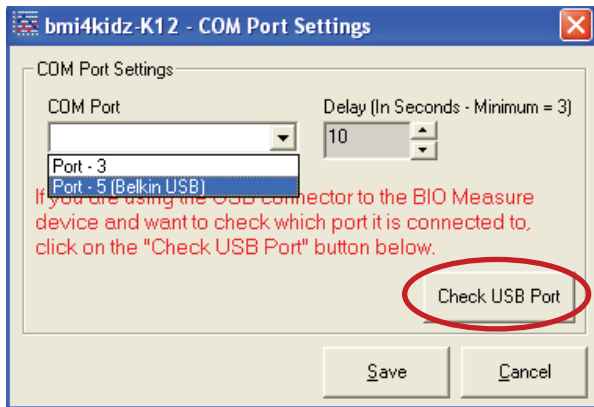 bmi4kidz-K12 - COM Port Settings
COM Port Settings
COM Port
Delay (In Seconds - Minimum = 3)
10
Port - 3
Port - 5 (Belkin USB)
If you are using the USB connector to the BIO Measure
device and want to check which port it is connected to,
click on the "Check USB Port" button below.
Check USB Port
Save
Cancel